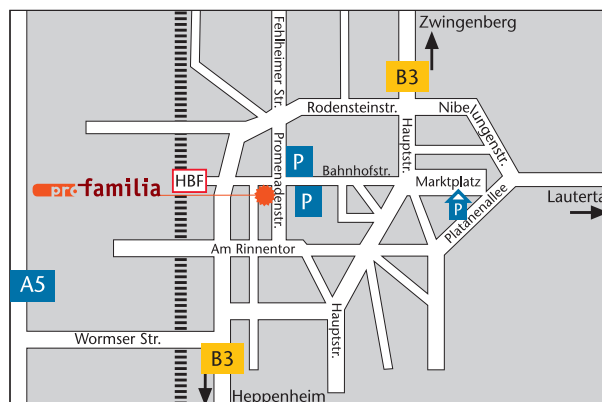 Zwingenberg
B3
Fehlheimer Str.
Rodensteinstr.
Nibelungenstr.
Hauptstr.
Promenadenstr.
P
Bahnhofstr.
HBF
Marktplatz
pro familia
P
P
Platanenallee
Lauterta
Am Rinnentor
A5
Hauptstr.
Wormser Str.
B3
Heppenheim